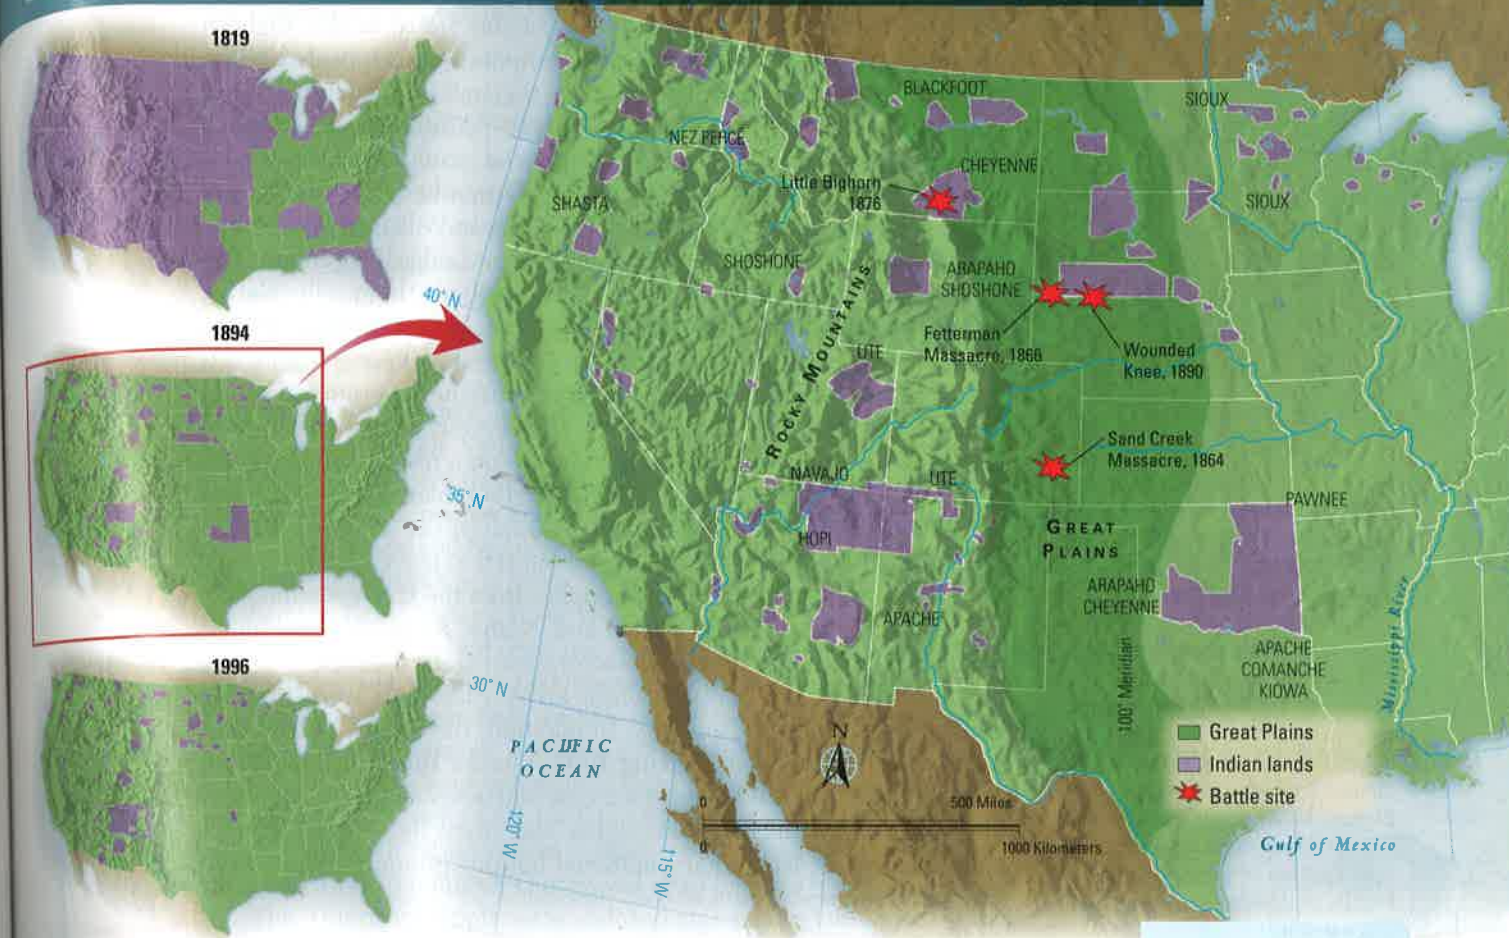 1819
1894
1996
40° N
35° N
30° N
120° W
115° W
PACIFIC
OCEAN
BLACKFOOT
SIOUX
NEZ PERCE
CHEYENNE
Little Bighorn
1876
SHASTA
SIOUX
SHOSHONE
ARAPAHO
SHOSHONE
ROCKY MOUNTAINS
Fetterman
Massacre, 1866
UTE
Wounded
Knee, 1890
Sand Creek
Massacre, 1864
NAVAJO
UTE
PAWNEE
HOPI
GREAT
PLAINS
ARAPAHO
CHEYENNE
APACHE
APACHE
COMANCHE
KIOWA
100° Meridian
Mississippi River
N
0
500 Miles
0
1000 Kilometers
Great Plains
Indian lands
Battle site
Gulf of Mexico